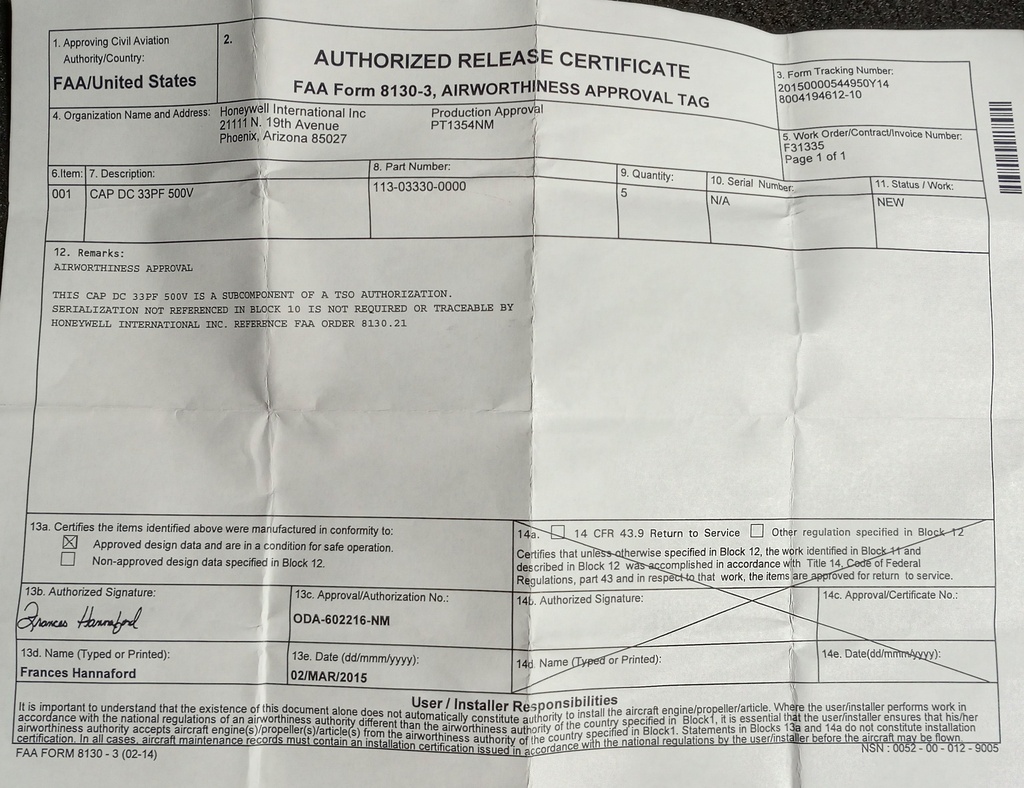 1. Approving Civil Aviation
Authority/Country:
FAA/United States
2.
AUTHORIZED RELEASE CERTIFICATE
FAA Form 8130-3, AIRWORTHINESS APPROVAL TAG
3. Form Tracking Number:
20150000544950Y14
8004194612-10
4. Organization Name and Address:
Honeywell International Inc
21111 N. 19th Avenue
Phoenix, Arizona 85027
Production Approval
PT1354NM
5. Work Order/Contract/Invoice Number:
F31335
Page 1 of 1
6.Item:
7. Description:
8. Part Number:
9. Quantity:
10. Serial Number:
11. Status / Work:
001
CAP DC 33PF 500V
113-03330-0000
5
N/A
NEW
12. Remarks:
AIRWORTHINESS APPROVAL
THIS CAP DC 33PF 500V IS A SUBCOMPONENT OF A TSO AUTHORIZATION.
SERIALIZATION NOT REFERENCED IN BLOCK 10 IS NOT REQUIRED OR TRACEABLE BY
HONEYWELL INTERNATIONAL INC. REFERENCE FAA ORDER 8130.21
13a. Certifies the items identified above were manufactured in conformity to:
Approved design data and are in a condition for safe operation.
Non-approved design data specified in Block 12.
14a. 14 CFR 43.9 Return to Service Other regulation specified in Block 12
Certifies that unless otherwise specified in Block 12, the work identified in Block 11 and
described in Block 12 was accomplished in accordance with Title 14, Code of Federal
Regulations, part 43 and in respect to that work, the items are approved for return to service.
13b. Authorized Signature:
Frances Hannaford
13c. Approval/Authorization No.:
ODA-602216-NM
14b. Authorized Signature:
14c. Approval/Certificate No.:
13d. Name (Typed or Printed):
Frances Hannaford
13e. Date (dd/mmm/yyyy):
02/MAR/2015
14d. Name (Typed or Printed):
14e. Date(dd/mmm/yyyy):
User / Installer Responsibilities
It is important to understand that the existence of this document alone does not automatically constitute authority to install the aircraft engine/propeller/article. Where the user/installer performs work in
accordance with the national regulations of an airworthiness authority different than the airworthiness authority of the country specified in Block1, it is essential that the user/installer ensures that his/her
airworthiness authority accepts aircraft engine(s)/propeller(s)/article(s) from the airworthiness authority of the country specified in Block1. Statements in Blocks 13a and 14a do not constitute installation
certification. In all cases, aircraft maintenance records must contain an installation certification issued in accordance with the national regulations by the user/installer before the aircraft may be flown.
FAA FORM 8130 - 3 (02-14)
NSN : 0052 - 00 - 012 - 9005